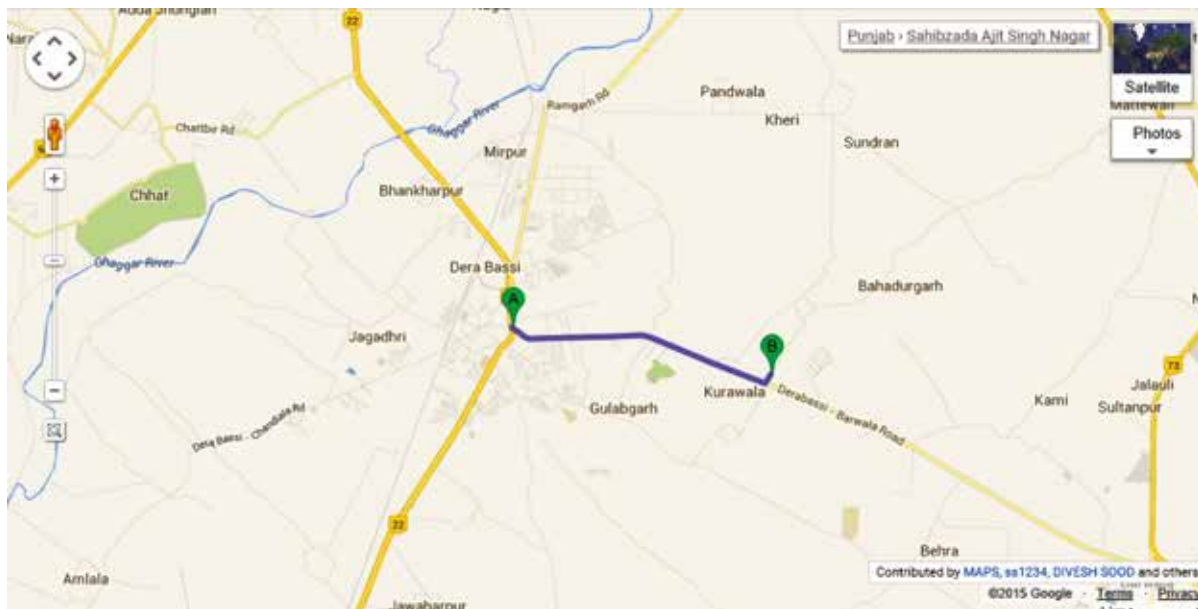 22
Punjab › Sahibzada Ajit Singh Nagar
Satellite
Photos
Ramgarh Rd
Pandwala
Kheri
Sundran
Ghaggar River
Chattbir Rd
Mirpur
Chhat
Bhankharpur
Ghaggar River
Dera Bassi
A
Bahadurgarh
Jagadhri
B
73
Kurawala
Jalauli
Gulabgarh
Kami
Sultanpur
Derabassi - Barwala Road
Dera Bassi - Chandiala Rd
22
Behra
Amlala
Jawaharpur
Contributed by MAPS, ss1234, DIVESH SOOD and others
©2015 Google · Terms · Privacy